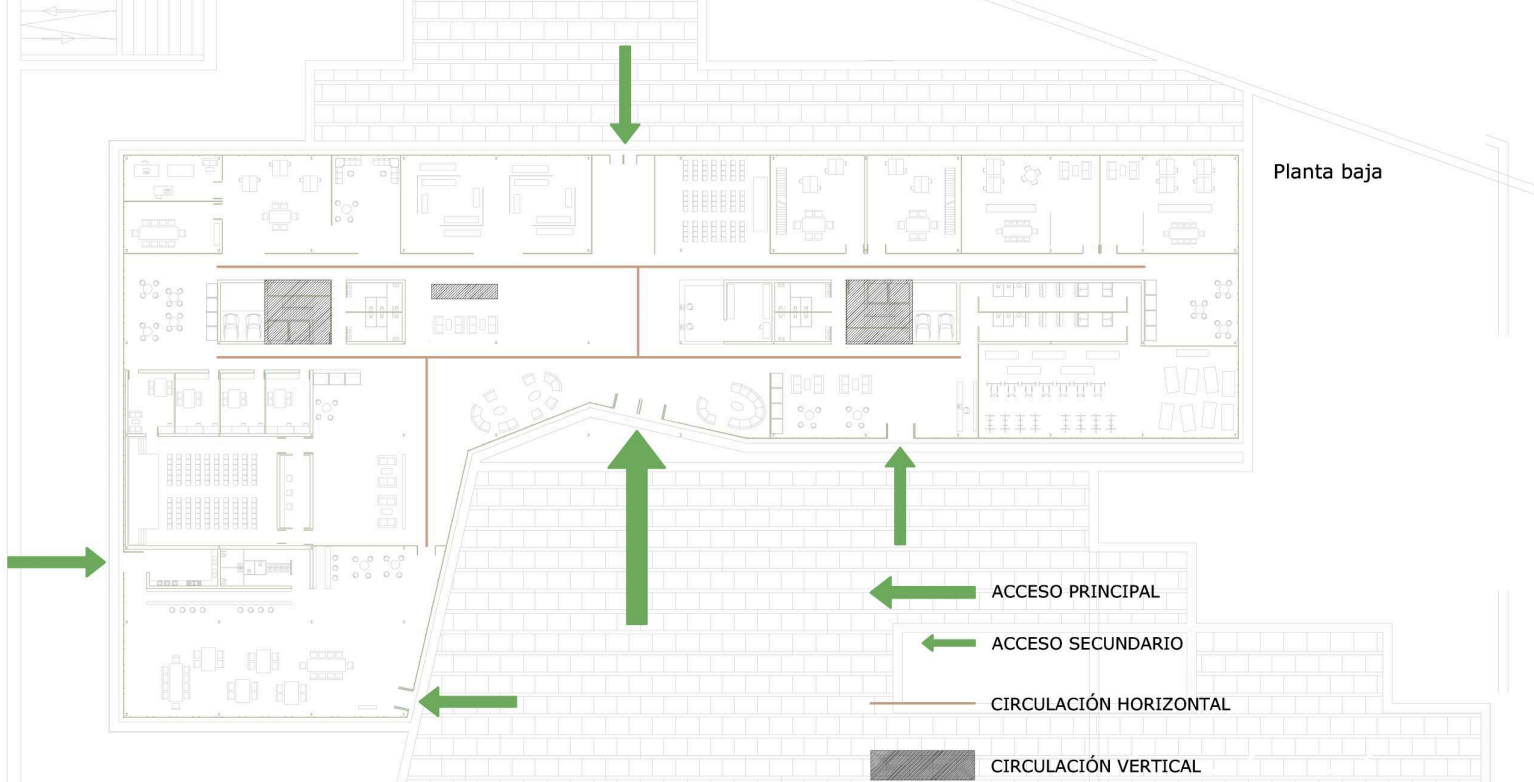 Planta baja
ACCESO PRINCIPAL
ACCESO SECUNDARIO
CIRCULACIÓN HORIZONTAL
CIRCULACIÓN VERTICAL